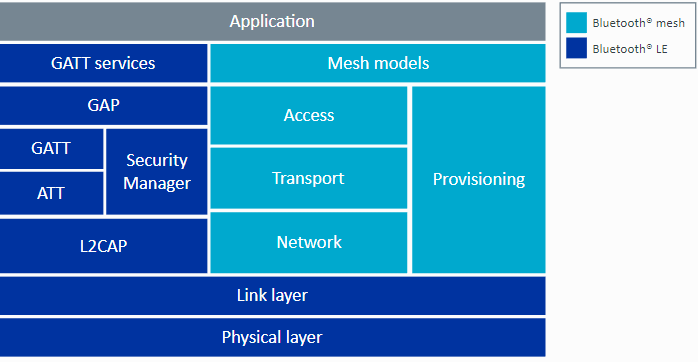 Application
Bluetooth® mesh
Bluetooth® LE
GATT services
Mesh models
GAP
Access
Provisioning
GATT
Security
Manager
ATT
Transport
L2CAP
Network
Link layer
Physical layer